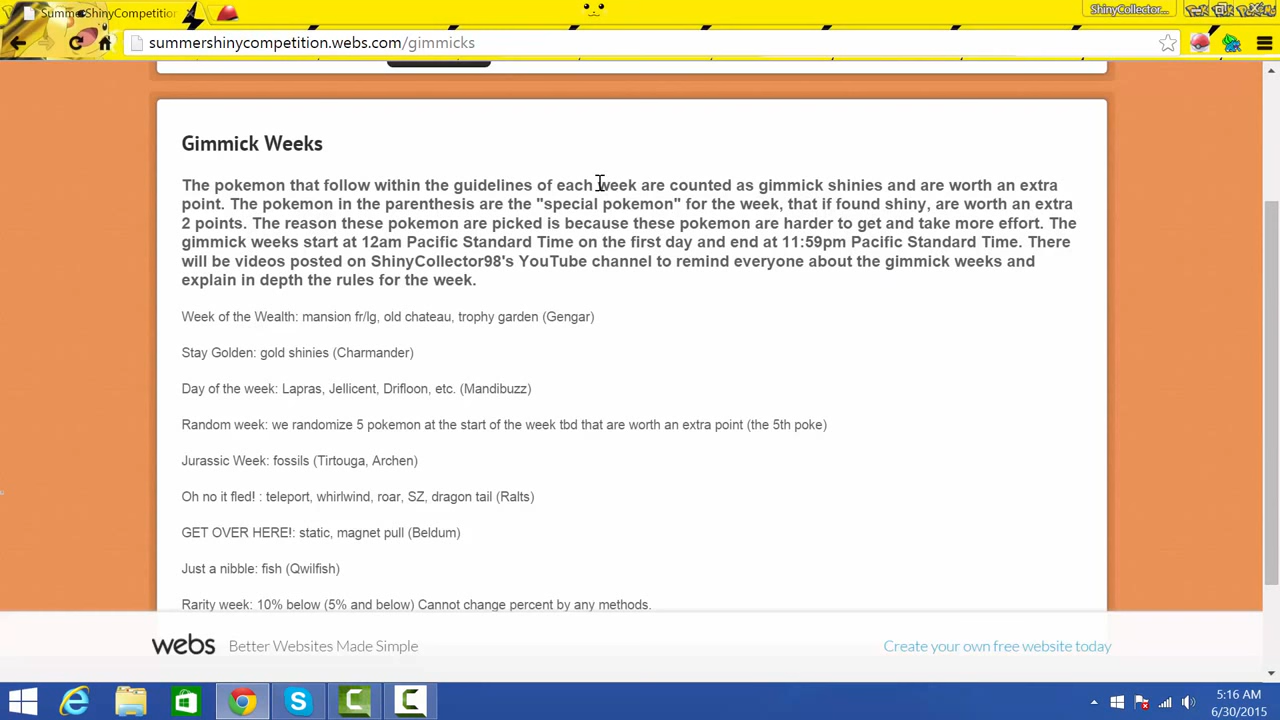 SummerShinyCompetition
ShinyCollector...
summershinycompetition.webs.com/gimmicks
Gimmick Weeks
The pokemon that follow within the guidelines of each week are counted as gimmick shinies and are worth an extra
point. The pokemon in the parenthesis are the "special pokemon" for the week, that if found shiny, are worth an extra
2 points. The reason these pokemon are picked is because these pokemon are harder to get and take more effort. The
gimmick weeks start at 12am Pacific Standard Time on the first day and end at 11:59pm Pacific Standard Time. There
will be videos posted on ShinyCollector98's YouTube channel to remind everyone about the gimmick weeks and
explain in depth the rules for the week.
Week of the Wealth: mansion fr/lg, old chateau, trophy garden (Gengar)
Stay Golden: gold shinies (Charmander)
Day of the week: Lapras, Jellicent, Drifloon, etc. (Mandibuzz)
Random week: we randomize 5 pokemon at the start of the week tbd that are worth an extra point (the 5th poke)
Jurassic Week: fossils (Tirtouga, Archen)
Oh no it fled! : teleport, whirlwind, roar, SZ, dragon tail (Ralts)
GET OVER HERE!: static, magnet pull (Beldum)
Just a nibble: fish (Qwilfish)
Rarity week: 10% below (5% and below) Cannot change percent by any methods.
webs Better Websites Made Simple
Create your own free website today
5:16 AM
6/30/2015